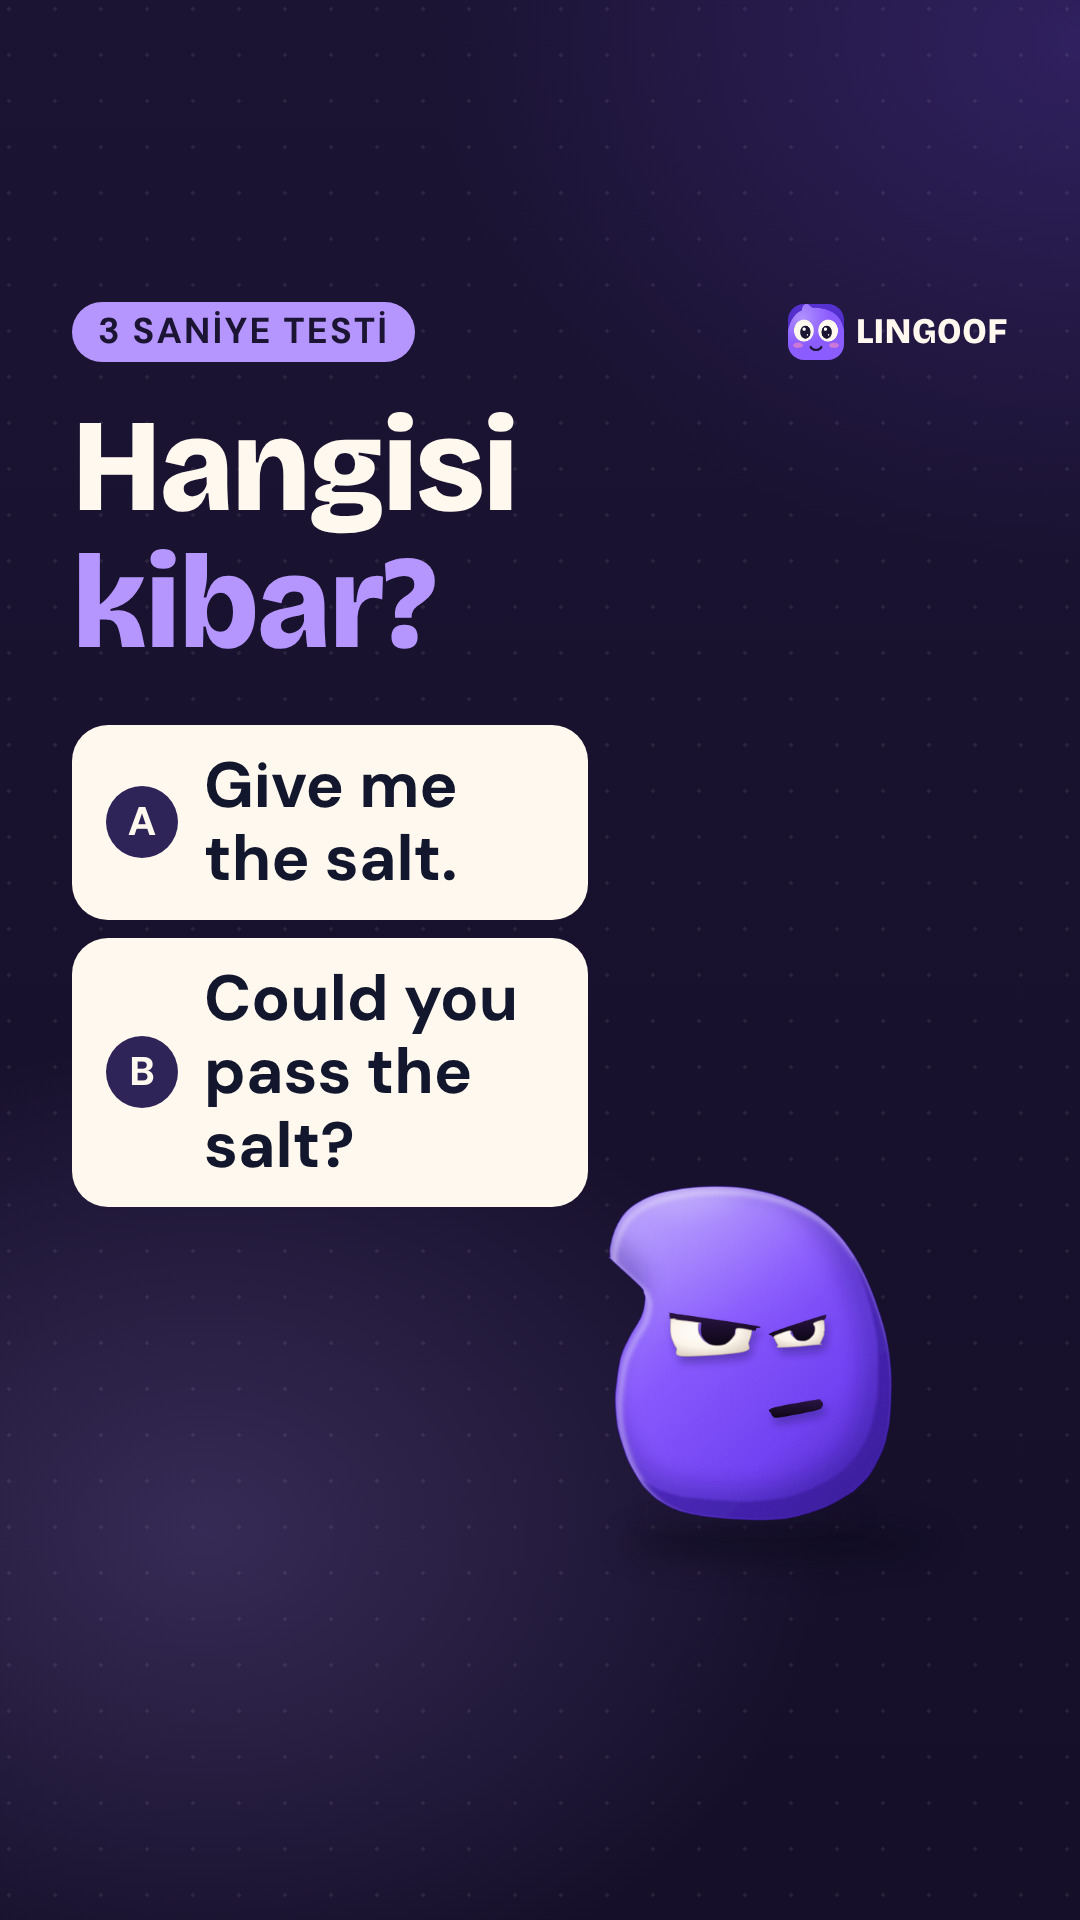 3 SANİYE TESTİ
LINGOOF
Hangisi
kibar?
A
Give me
the salt.
B
Could you
pass the
salt?